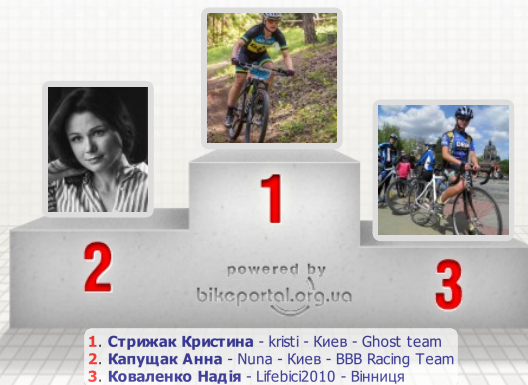 1
2
3
powered by
bikeportal.org.ua
1. Стрижак Кристина - kristi - Киев - Ghost team
2. Капущак Анна - Nuna - Киев - BBB Racing Team
3. Коваленко Надія - Lifebici2010 - Вінниця